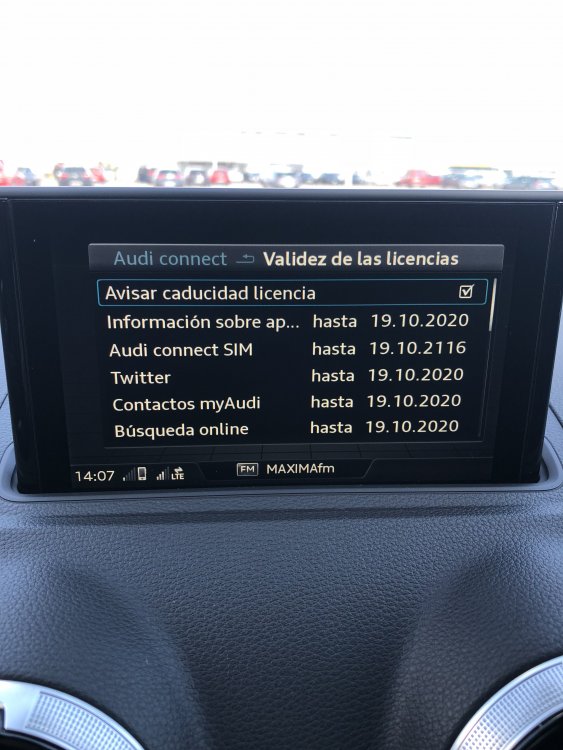 Audi connect Validez de las licencias
Avisar caducidad licencia
Información sobre ap... hasta 19.10.2020
Audi connect SIM hasta 19.10.2116
Twitter hasta 19.10.2020
Contactos myAudi hasta 19.10.2020
Búsqueda online hasta 19.10.2020
14:07 LTE FM MAXIMAfm